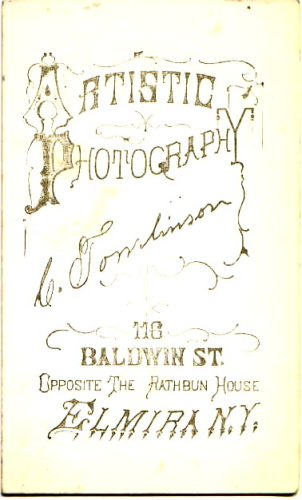 ARTISTIC
PHOTOGRAPHY
C. Tomlinson
116
BALDWIN ST.
OPPOSITE THE RATHBUN HOUSE
ELMIRA N.Y.